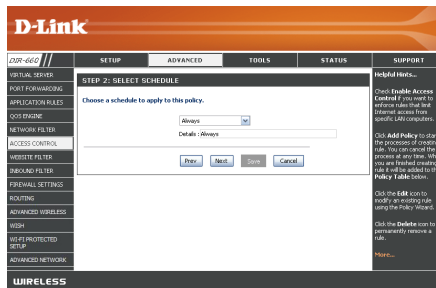 D-Link
DIR-660
SETUP
ADVANCED
TOOLS
STATUS
SUPPORT
VIRTUAL SERVER
PORT FORWARDING
APPLICATION RULES
QOS ENGINE
NETWORK FILTER
ACCESS CONTROL
WEBSITE FILTER
INBOUND FILTER
FIREWALL SETTINGS
ROUTING
ADVANCED WIRELESS
WISH
WI-FI PROTECTED
SETUP
ADVANCED NETWORK
STEP 2: SELECT SCHEDULE
Choose a schedule to apply to this policy.
Always
Details : Always
Prev
Next
Save
Cancel
Helpful Hints...
Check Enable Access
Control if you want to
enforce rules that limit
Internet access from
specific LAN computers.
Click Add Policy to star
the processes of creatin
rule. You can cancel the
process at any time. Wh
you are finished creating
rule it will be added to th
Policy Table below.
Click the Edit icon to
modify an existing rule
using the Policy Wizard.
Click the Delete icon to
permanently remove a
rule.
More...
WIRELESS